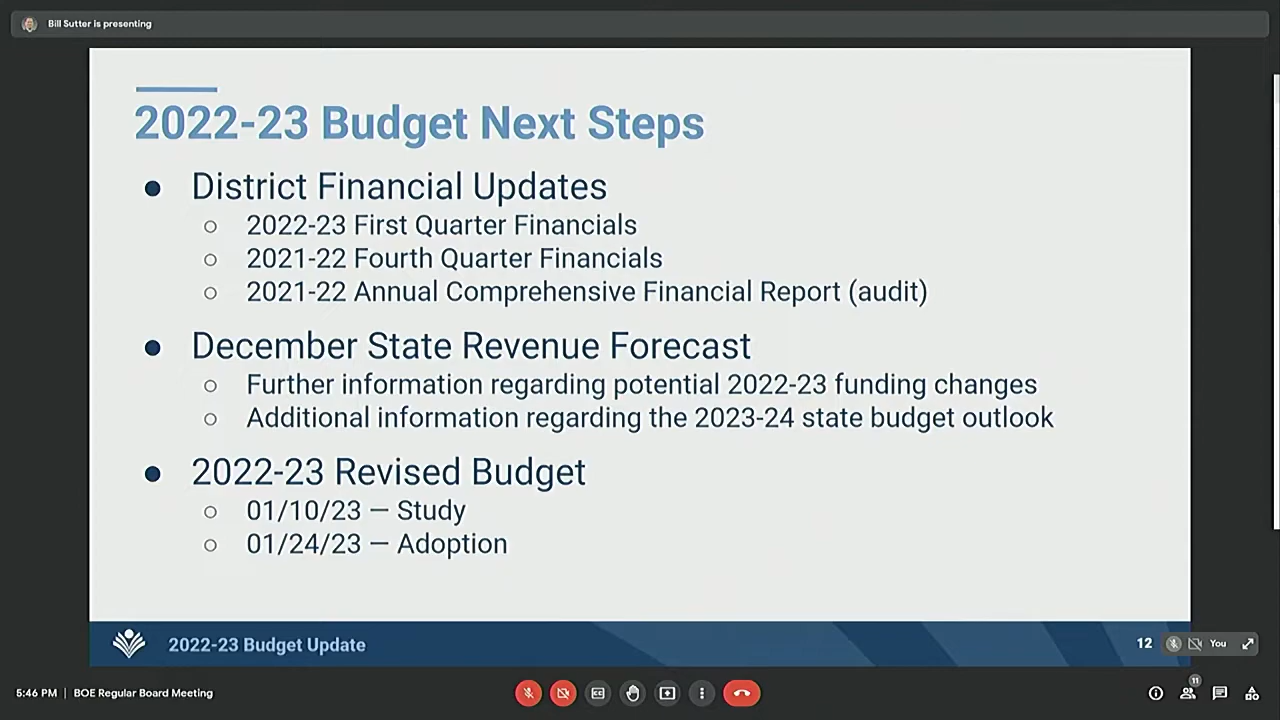 Bill Sutter is presenting
2022-23 Budget Next Steps
● District Financial Updates
○ 2022-23 First Quarter Financials
○ 2021-22 Fourth Quarter Financials
○ 2021-22 Annual Comprehensive Financial Report (audit)
● December State Revenue Forecast
○ Further information regarding potential 2022-23 funding changes
○ Additional information regarding the 2023-24 state budget outlook
● 2022-23 Revised Budget
○ 01/10/23 — Study
○ 01/24/23 — Adoption
2022-23 Budget Update
12
You
5:46 PM | BOE Regular Board Meeting
11